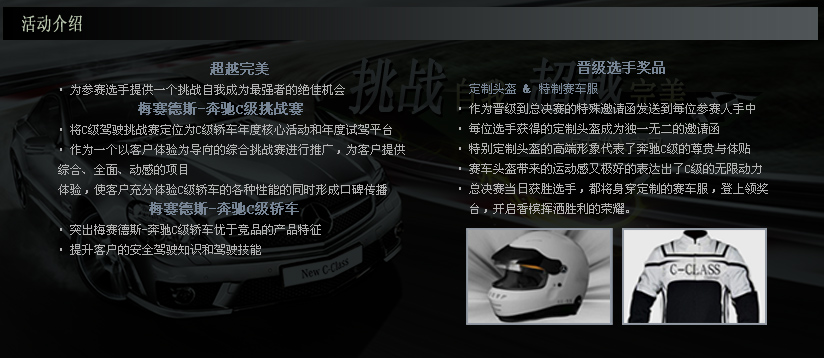 活动介绍
超越完美
· 为参赛选手提供一个挑战自我成为最强者的绝佳机会
梅赛德斯-奔驰C级挑战赛
· 将C级驾驶挑战赛定位为C级轿车年度核心活动和年度试驾平台
· 作为一个以客户体验为导向的综合挑战赛进行推广，为客户提供
综合、全面、动感的项目
体验，使客户充分体验C级轿车的各种性能的同时形成口碑传播
梅赛德斯-奔驰C级轿车
· 突出梅赛德斯-奔驰C级轿车优于竞品的产品特征
· 提升客户的安全驾驶知识和驾驶技能
New C-Class
挑战自我 超越完美
晋级选手奖品
定制头盔 & 特制赛车服
· 作为晋级到总决赛的特殊邀请函发送到每位参赛人手中
· 每位选手获得的定制头盔成为独一无二的邀请函
· 特别定制头盔的高端形象代表了奔驰C级的尊贵与体贴
· 赛车头盔带来的运动感又极好的表达出了C级的无限动力
· 总决赛当日获胜选手，都将身穿定制的赛车服，登上领奖
台，开启香槟挥洒胜利的荣耀。
C-CLASS